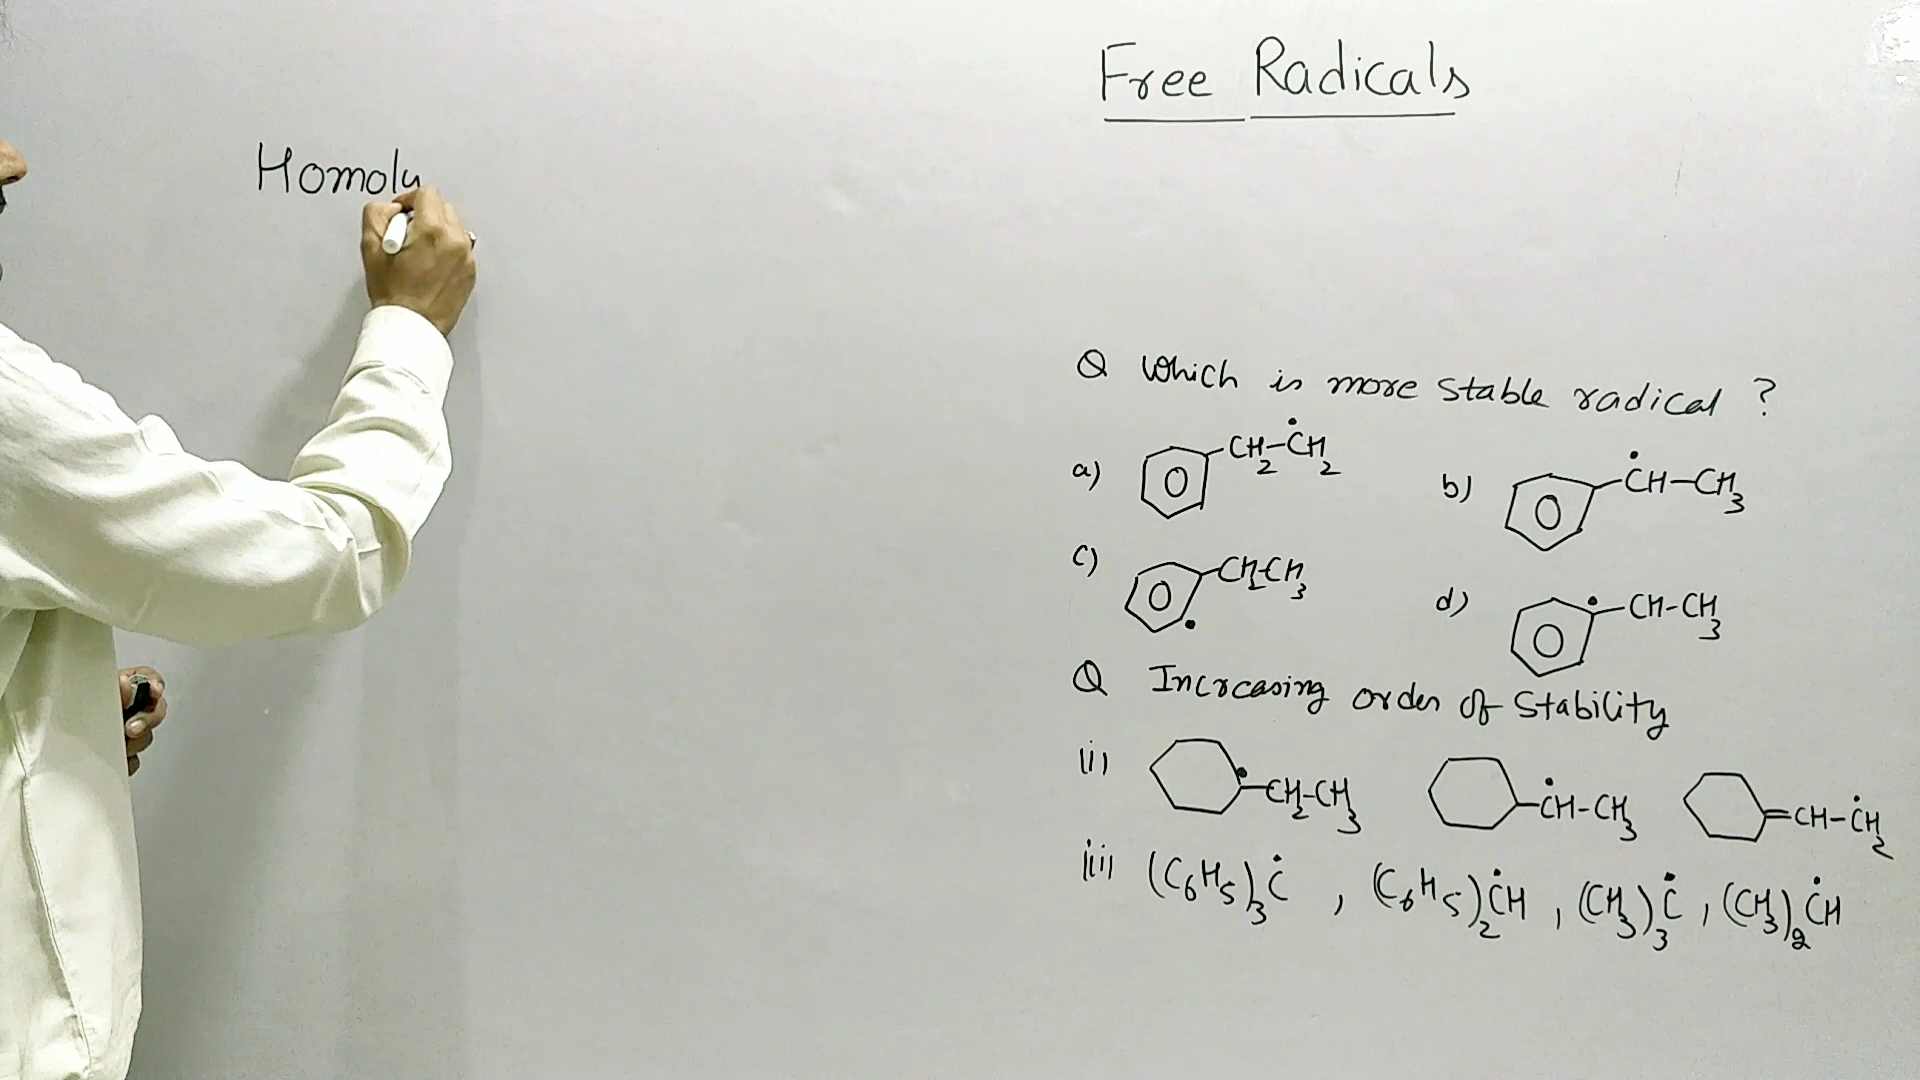 Free Radicals
Homoly
Q Which is more stable radical ?
a) CH2-ĊH2 b) ĊH-CH3
c) CH2CH3 d) CH-CH3
Q Increasing order of Stability
(i) CH2-CH3 ĊH-CH3 =CH-ĊH2
(ii) (C6H5)3Ċ , (C6H5)2ĊH , (CH3)3Ċ , (CH3)2ĊH